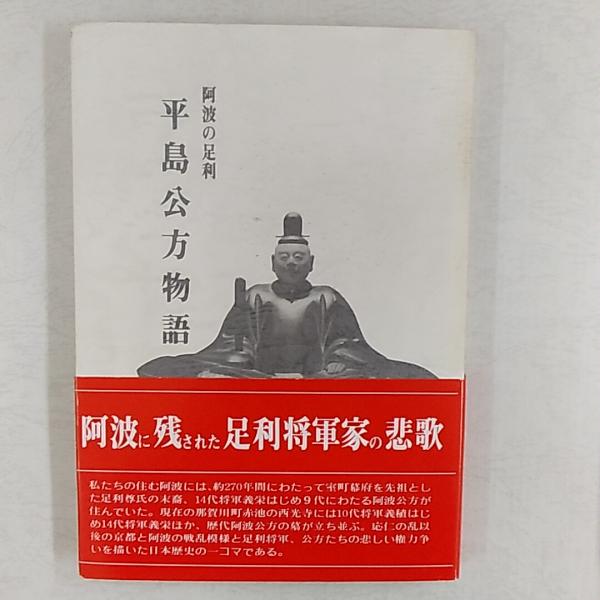 阿波の足利
平島公方物語
阿波に残された足利将軍家の悲歌
私たちの住む阿波には、約270年間にわたって室町幕府を先祖とし
た足利尊氏の末裔、14代将軍義栄はじめ9代にわたる阿波公方が
住んでいた。現在の那賀川町赤池の西光寺には10代将軍義植はじ
め14代将軍義栄ほか、歴代阿波公方の墓が立ち並ぶ。応仁の乱以
後の京都と阿波の戦乱模様と足利将軍、公方たちの悲しい権力争
いを描いた日本歴史の一コマである。